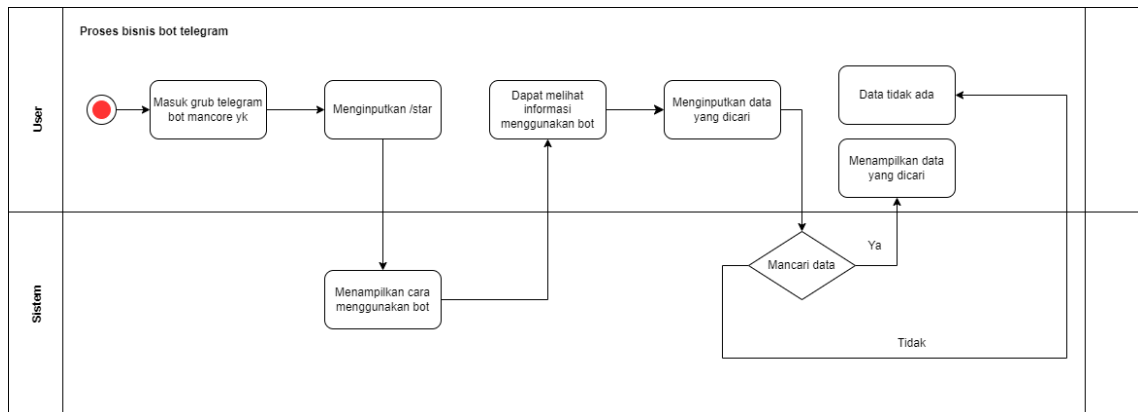 Proses bisnis bot telegram
User
Masuk grub telegram
bot mancore yk
Menginputkan /star
Dapat melihat
informasi
menggunakan bot
Menginputkan data
yang dicari
Data tidak ada
Menampilkan data
yang dicari
Sistem
Menampilkan cara
menggunakan bot
Mancari data
Ya
Tidak